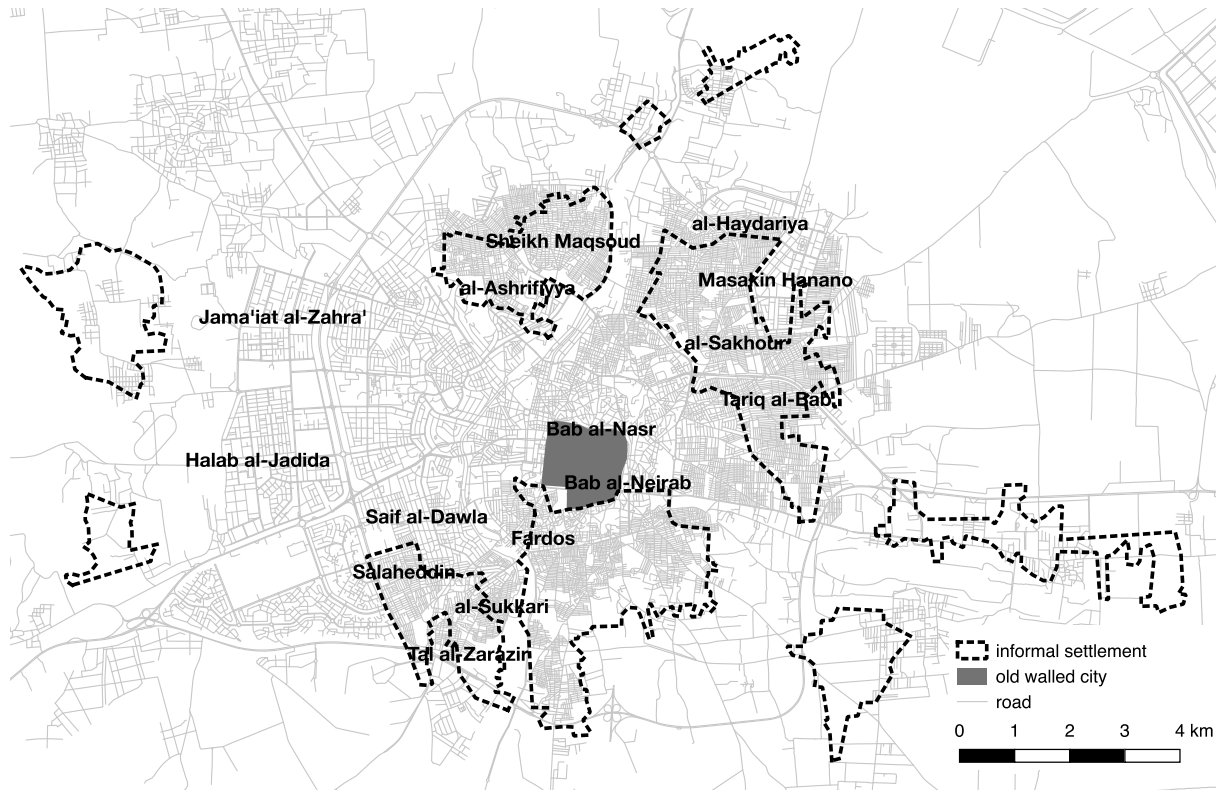 Sheikh Maqsoud
al-Haydariya
al-Ashrifiyya
Masakin Hanano
Jama'iat al-Zahra'
al-Sakhour
Tariq al-Bab
Bab al-Nasr
Halab al-Jadida
Bab al-Neirab
Saif al-Dawla
Fardos
Salaheddin
al-Sukkari
Tal al-Zarazir
informal settlement
old walled city
road
0 1 2 3 4 km